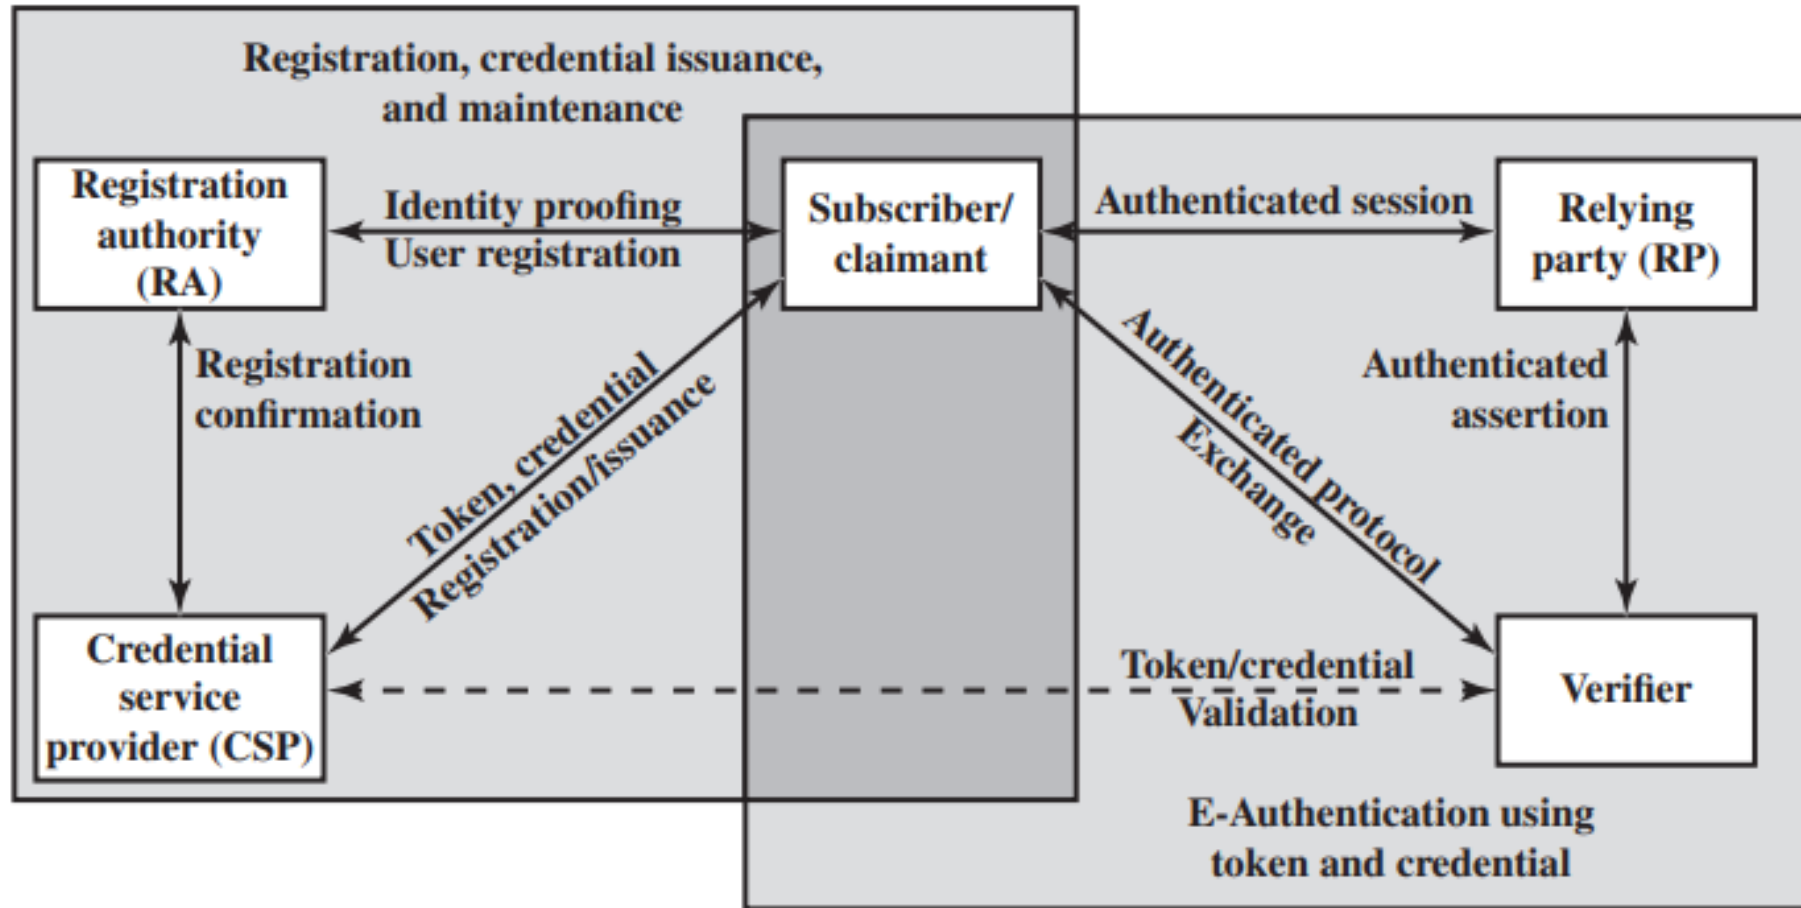 Registration, credential issuance,
and maintenance
Registration
authority
(RA)
Identity proofing
User registration
Subscriber/
claimant
Authenticated session
Relying
party (RP)
Registration
confirmation
Token, credential
Registration/issuance
Authenticated protocol
Exchange
Authenticated
assertion
Credential
service
provider (CSP)
Token/credential
Validation
Verifier
E-Authentication using
token and credential